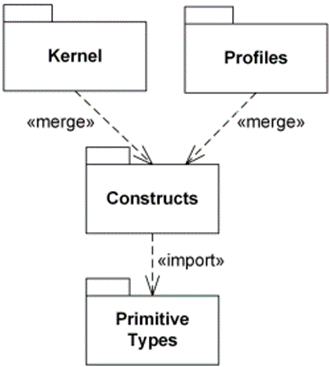 Kernel
Profiles
«merge»
«merge»
Constructs
«import»
Primitive
Types